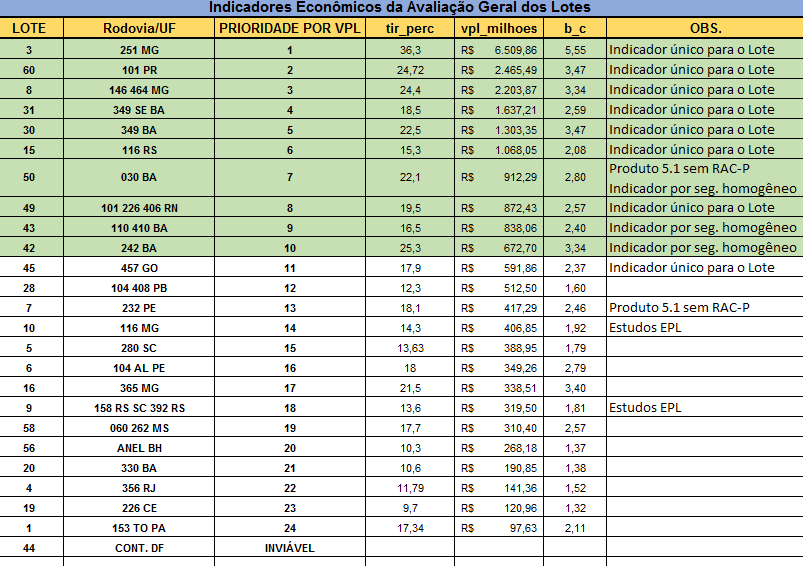 Indicadores Econômicos da Avaliação Geral dos Lotes
LOTE Rodovia/UF PRIORIDADE POR VPL tir_perc vpl_milhoes b_c OBS.
3 251 MG 1 36,3 R$ 6.509,86 5,55 Indicador único para o Lote
60 101 PR 2 24,72 R$ 2.465,49 3,47 Indicador único para o Lote
8 146 464 MG 3 24,4 R$ 2.203,87 3,34 Indicador único para o Lote
31 349 SE BA 4 18,5 R$ 1.637,21 2,59 Indicador único para o Lote
30 349 BA 5 22,5 R$ 1.303,35 3,47 Indicador único para o Lote
15 116 RS 6 15,3 R$ 1.068,05 2,08 Indicador único para o Lote
50 030 BA 7 22,1 R$ 912,29 2,80 Produto 5.1 sem RAC-P
Indicador por seg. homogêneo
49 101 226 406 RN 8 19,5 R$ 872,43 2,57 Indicador único para o Lote
43 110 410 BA 9 16,5 R$ 838,06 2,40 Indicador por seg. homogêneo
42 242 BA 10 25,3 R$ 672,70 3,34 Indicador por seg. homogêneo
45 457 GO 11 17,9 R$ 591,86 2,37 Indicador único para o Lote
28 104 408 PB 12 12,3 R$ 512,50 1,60
7 232 PE 13 18,1 R$ 417,29 2,46 Produto 5.1 sem RAC-P
10 116 MG 14 14,3 R$ 406,85 1,92 Estudos EPL
5 280 SC 15 13,63 R$ 388,95 1,79
6 104 AL PE 16 18 R$ 349,26 2,79
16 365 MG 17 21,5 R$ 338,51 3,40
9 158 RS SC 392 RS 18 13,6 R$ 319,50 1,81 Estudos EPL
58 060 262 MS 19 17,7 R$ 310,40 2,57
56 ANEL BH 20 10,3 R$ 268,18 1,37
20 330 BA 21 10,6 R$ 190,85 1,38
4 356 RJ 22 11,79 R$ 141,36 1,52
19 226 CE 23 9,7 R$ 120,96 1,32
1 153 TO PA 24 17,34 R$ 97,63 2,11
44 CONT. DF INVIÁVEL